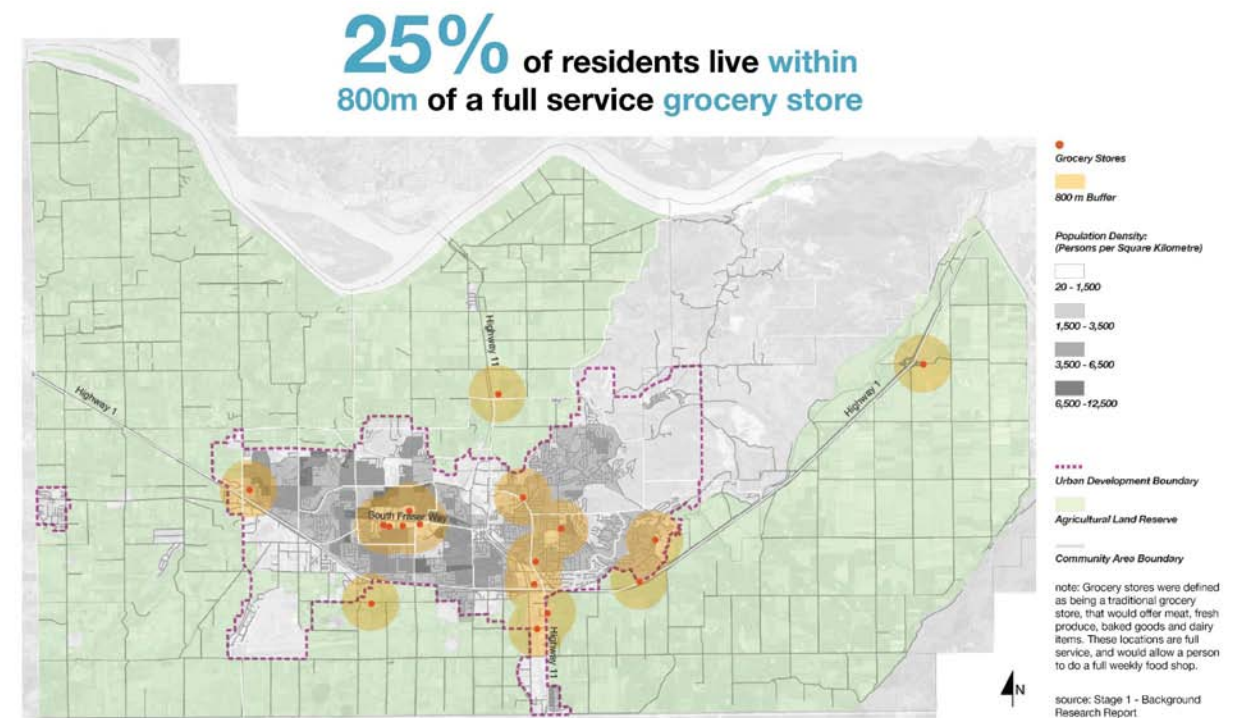 25% of residents live within
800m of a full service grocery store
Grocery Stores
800 m Buffer
Population Density:
(Persons per Square Kilometre)
20 - 1,500
1,500 - 3,500
3,500 - 6,500
6,500 -12,500
Urban Development Boundary
Agricultural Land Reserve
Community Area Boundary
note: Grocery stores were defined
as being a traditional grocery
store, that would offer meat, fresh
produce, baked goods and dairy
items. These locations are full
service, and would allow a person
to do a full weekly food shop.
source: Stage 1 - Background
Research Report
N
Highway 11
Highway 1
Highway 1
South Fraser Way
Highway 11